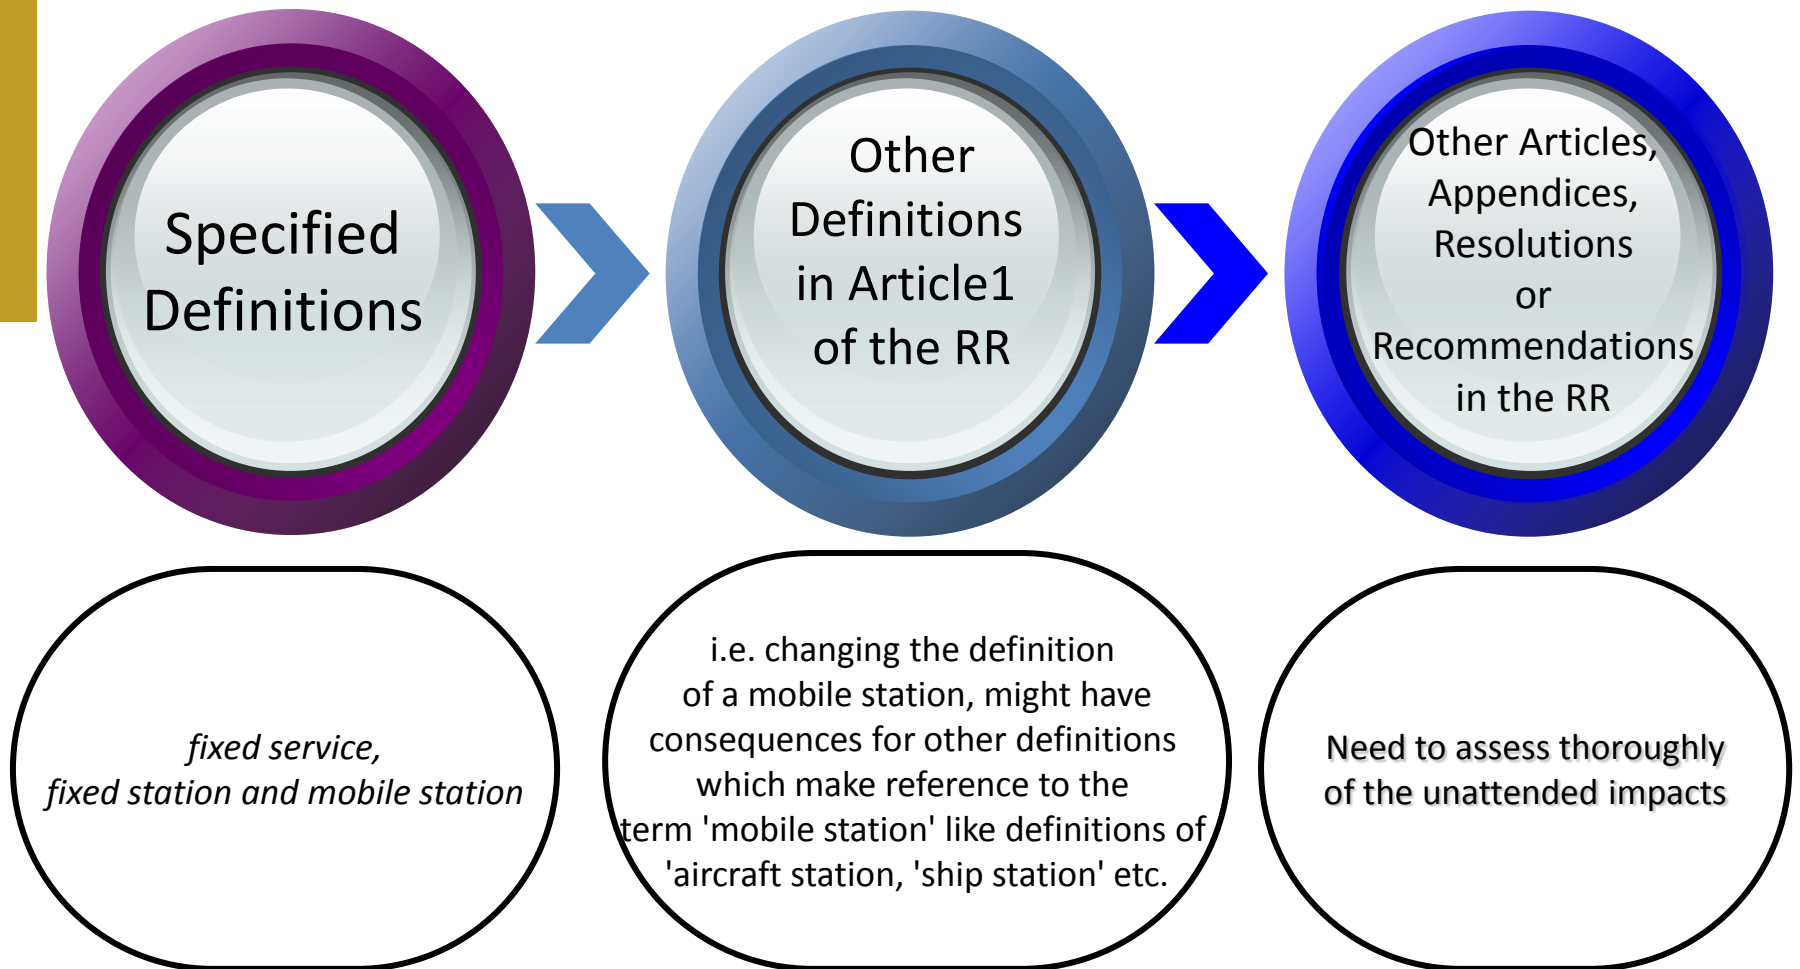 Specified
Definitions
Other
Definitions
in Article1
of the RR
Other Articles,
Appendices,
Resolutions
or
Recommendations
in the RR
fixed service,
fixed station and mobile station
i.e. changing the definition
of a mobile station, might have
consequences for other definitions
which make reference to the
term 'mobile station' like definitions of
'aircraft station, 'ship station' etc.
Need to assess thoroughly
of the unattended impacts